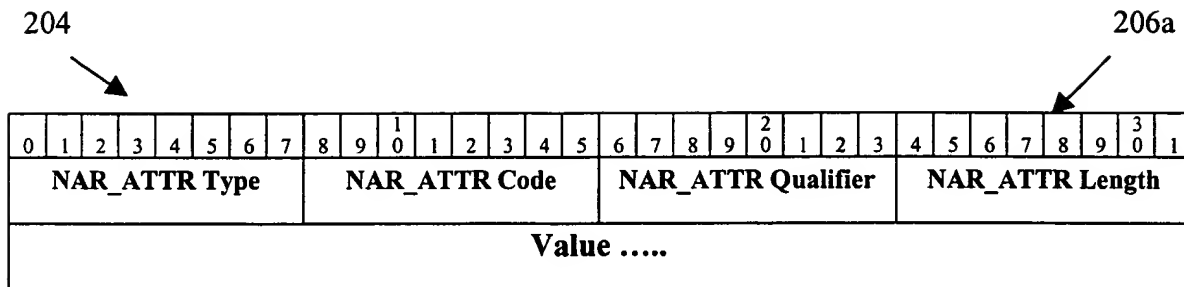 204 206a
1 2 3
0 1 2 3 4 5 6 7 8 9 0 1 2 3 4 5 6 7 8 9 0 1 2 3 4 5 6 7 8 9 0 1
NAR_ATTR Type NAR_ATTR Code NAR_ATTR Qualifier NAR_ATTR Length
Value .....